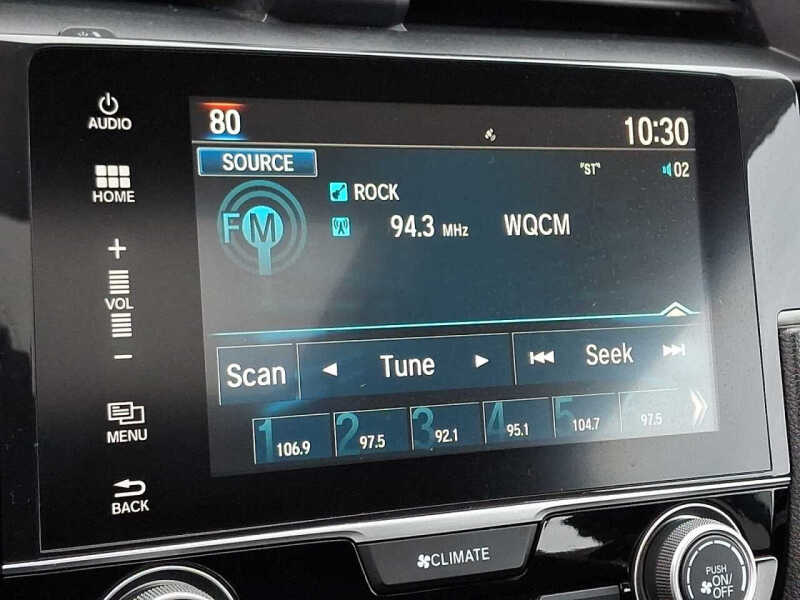 AUDIO
HOME
+
VOL
−
MENU
BACK
80
10:30
SOURCE
"ST"
02
FM
ROCK
94.3 MHz WQCM
Scan
Tune
Seek
1 106.9
2 97.5
3 92.1
4 95.1
5 104.7
6 97.5
CLIMATE
PUSH
ON/
OFF